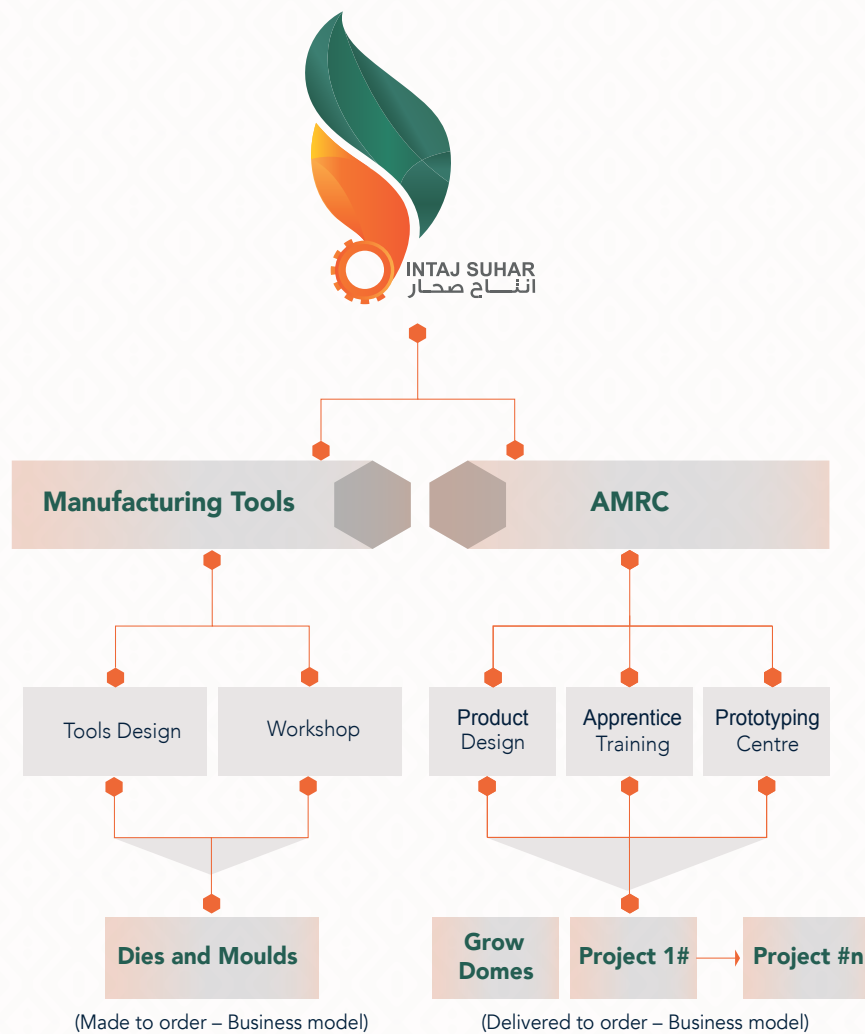 INTAJ SUHAR
انتاج صحار
Manufacturing Tools
AMRC
Tools Design
Workshop
Product
Design
Apprentice
Training
Prototyping
Centre
Dies and Moulds
Grow
Domes
Project 1#
Project #n
(Made to order – Business model)
(Delivered to order – Business model)